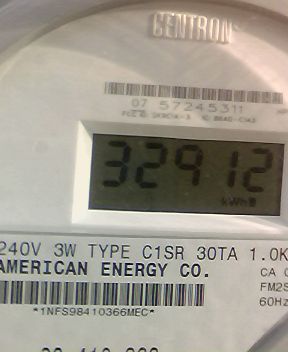 CENTRON
07 57245311
32912
kWh
240V 3W TYPE C1SR 30TA 1.0K
AMERICAN ENERGY CO.
CA
FM2S
60Hz
*1NFS98410366MEC*